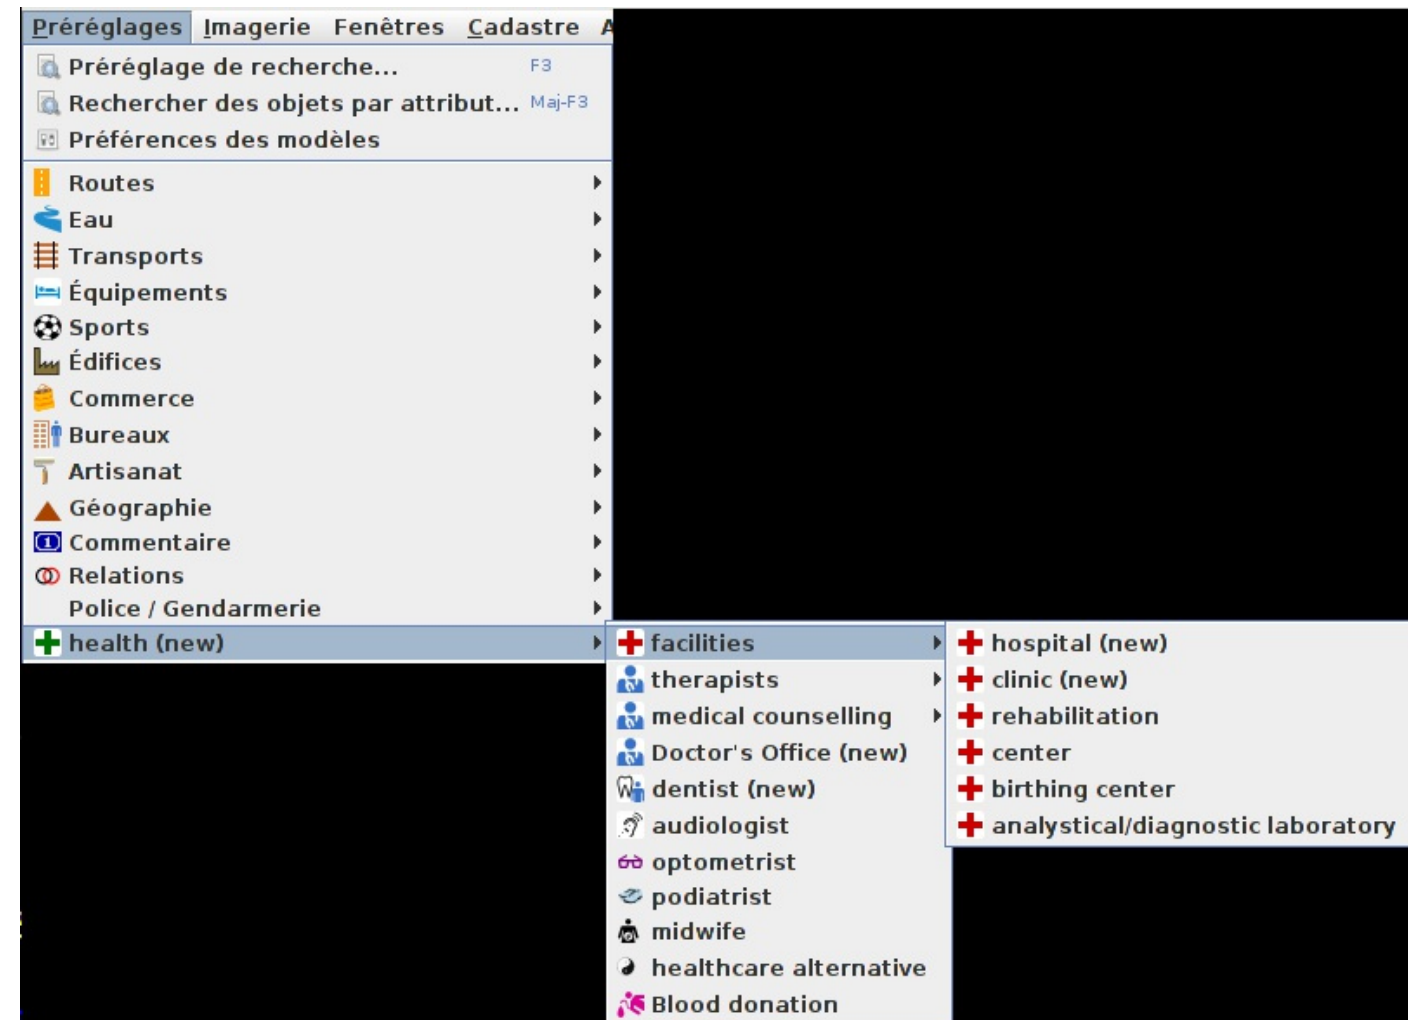 Préréglages Imagerie Fenêtres Cadastre A
Préréglage de recherche... F3
Rechercher des objets par attribut... Maj-F3
Préférences des modèles
Routes
Eau
Transports
Équipements
Sports
Édifices
Commerce
Bureaux
Artisanat
Géographie
1 Commentaire
Relations
Police / Gendarmerie
health (new)
facilities
therapists
medical counselling
Doctor's Office (new)
dentist (new)
audiologist
optometrist
podiatrist
midwife
healthcare alternative
Blood donation
hospital (new)
clinic (new)
rehabilitation
center
birthing center
analystical/diagnostic laboratory